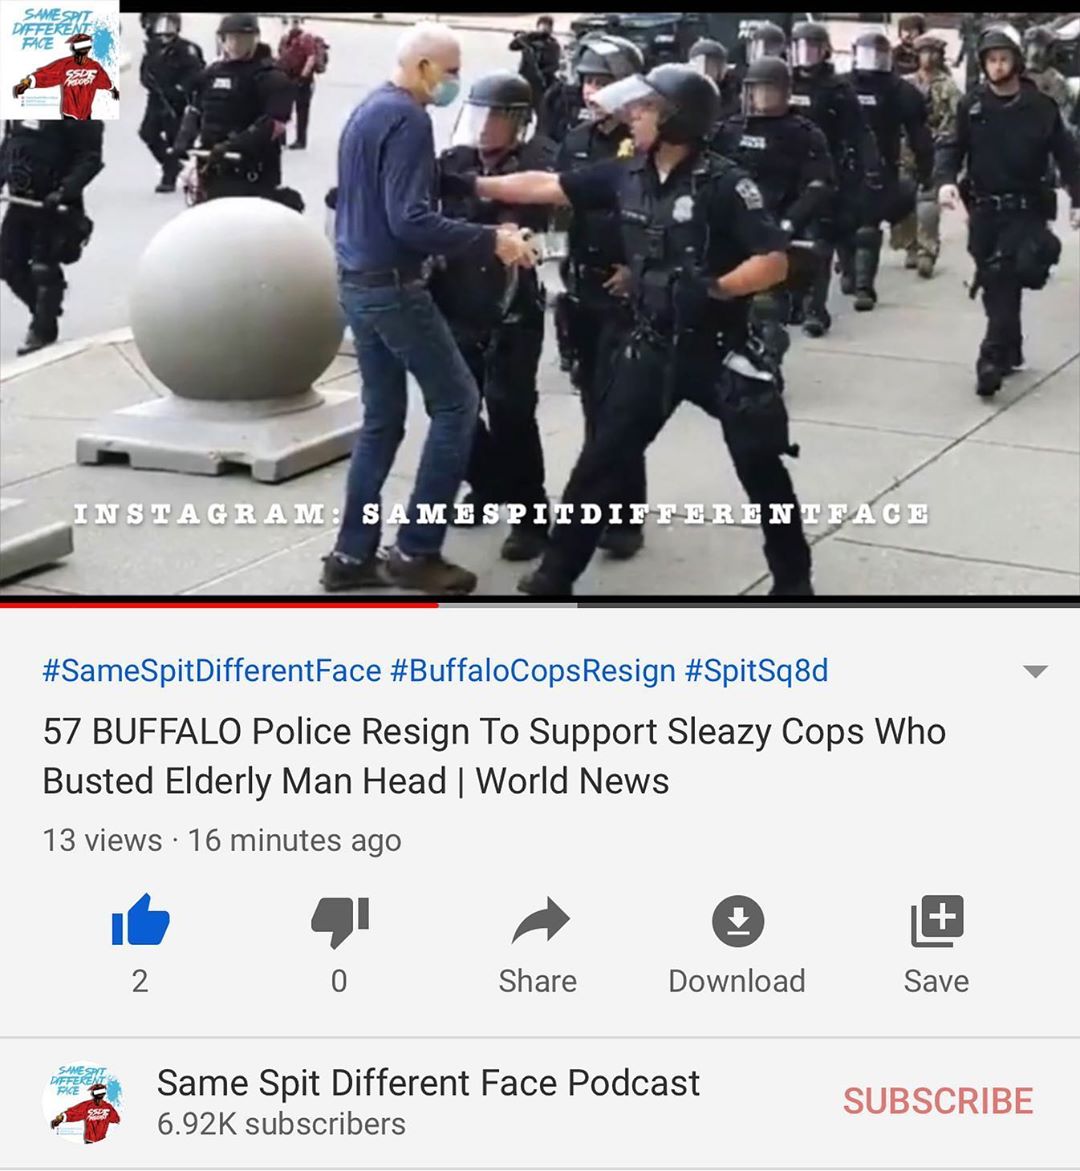 SAME SPIT
DIFFERENT
FACE
SSDF
PODCAST
INSTAGRAM: SAMESPITDIFFERENTFACE
#SameSpitDifferentFace #BuffaloCopsResign #SpitSq8d
57 BUFFALO Police Resign To Support Sleazy Cops Who
Busted Elderly Man Head | World News
13 views · 16 minutes ago
2
0
Share
Download
Save
SAME SPIT
DIFFERENT
FACE
SSDF
Same Spit Different Face Podcast
6.92K subscribers
SUBSCRIBE